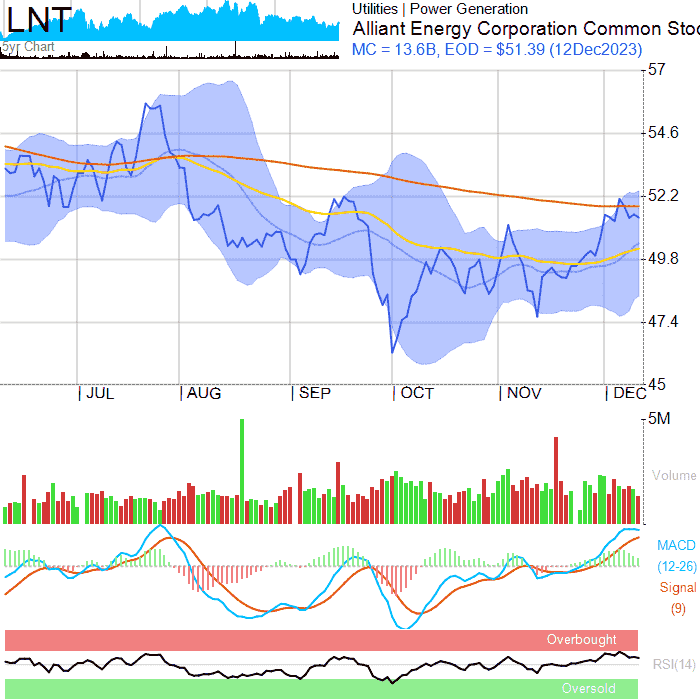 LNT
5yr Chart
Utilities | Power Generation
Alliant Energy Corporation Common Stoc
MC = 13.6B, EOD = $51.39 (12Dec2023)
57
54.6
52.2
49.8
47.4
45
| JUL | AUG | SEP | OCT | NOV | DEC
5M
Volume
MACD
(12-26)
Signal
(9)
Overbought
RSI(14)
Oversold